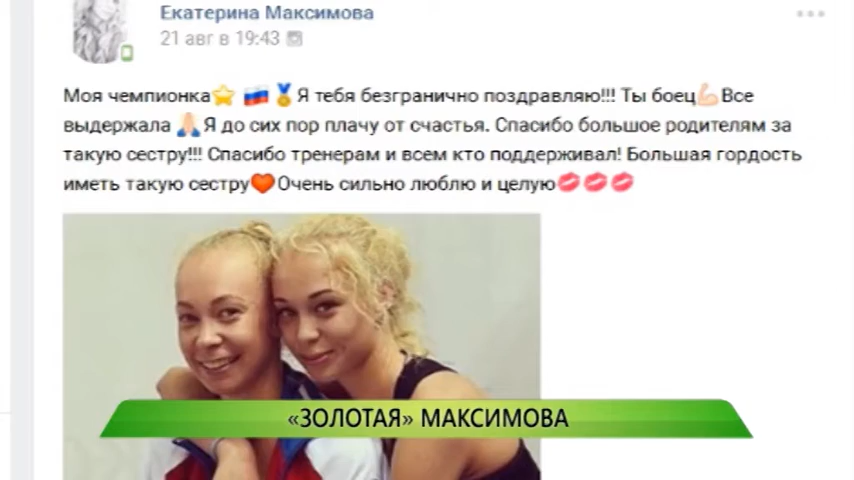 Екатерина Максимова
21 авг в 19:43
Моя чемпионка⭐ 🇷🇺🏅Я тебя безгранично поздравляю!!! Ты боец💪🏻Все
выдержала🙏🏻Я до сих пор плачу от счастья. Спасибо большое родителям за
такую сестру!!! Спасибо тренерам и всем кто поддерживал! Большая гордость
иметь такую сестру❤Очень сильно люблю и целую💋💋💋
«ЗОЛОТАЯ» МАКСИМОВА